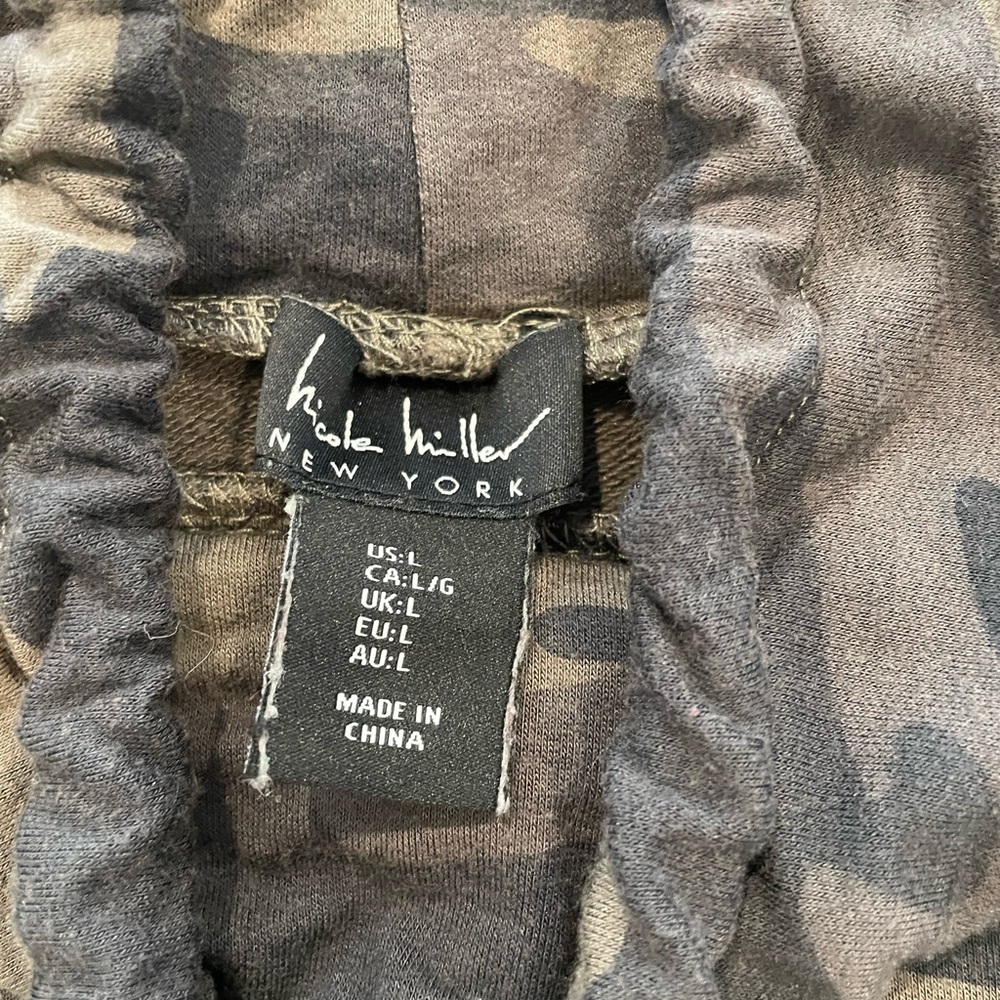 Nicole Miller
NEW YORK
US:L
CA:L/G
UK:L
EU:L
AU:L
MADE IN
CHINA